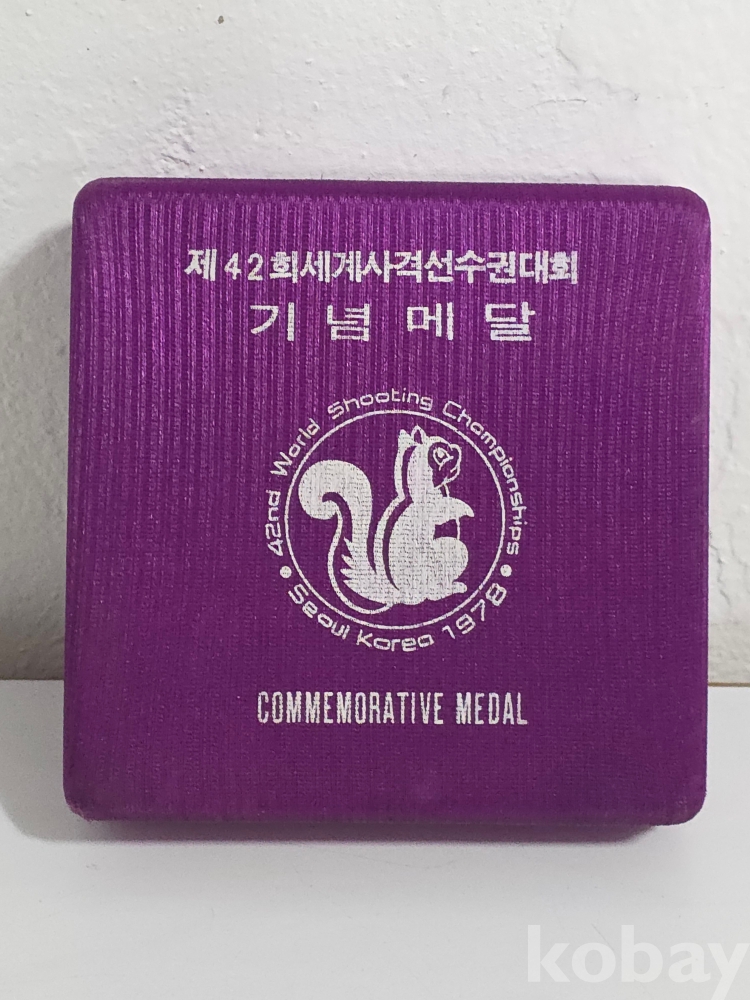 제42회세계사격선수권대회
기념메달
42nd World Shooting Championships
• Seoul Korea 1978 •
COMMEMORATIVE MEDAL
kobay